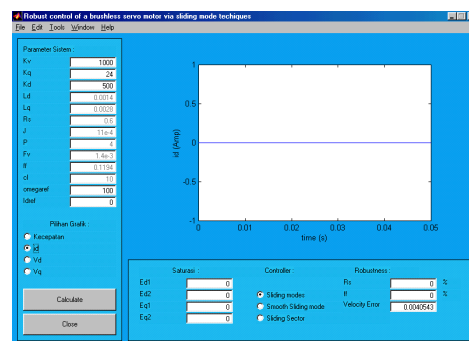 Robust control of a brushless servo motor via sliding mode techiques
File Edit Tools Window Help
Parameter Sistem :
Kv 1000
Kq 24
Kd 500
Ld 0.0014
Lq 0.0028
Rs 0.6
J 11e-4
P 4
Fv 1.4e-3
If 0.1194
cl 10
omegaref 100
Idref 0
Pilihan Grafik :
Kecepatan
id
Vd
Vq
Calculate
Close
1
0.5
0
-0.5
-1
id (Amp)
0 0.01 0.02 0.03 0.04 0.05
time (s)
Saturasi :
Ed1 0
Ed2 0
Eq1 0
Eq2 0
Controller :
Sliding modes
Smooth Sliding mode
Sliding Sector
Robustness :
Rs 0 %
If 0 %
Velocity Error 0.0040543